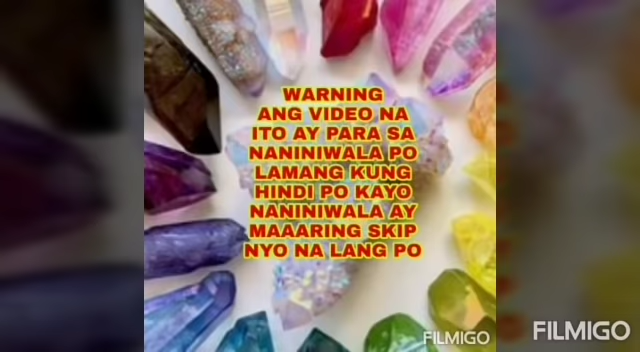 WARNING
ANG VIDEO NA
ITO AY PARA SA
NANINIWALA PO
LAMANG KUNG
HINDI PO KAYO
NANINIWALA AY
MAAARING SKIP
NYO NA LANG PO
FILMIGO
FILMIGO